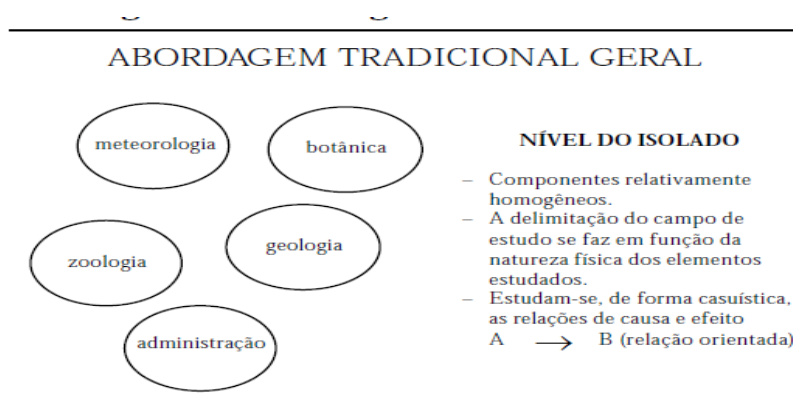 ABORDAGEM TRADICIONAL GERAL
meteorologia
botânica
zoologia
geologia
administração
NÍVEL DO ISOLADO
– Componentes relativamente
homogêneos.
– A delimitação do campo de
estudo se faz em função da
natureza física dos elementos
estudados.
– Estudam-se, de forma casuística,
as relações de causa e efeito
A → B (relação orientada)